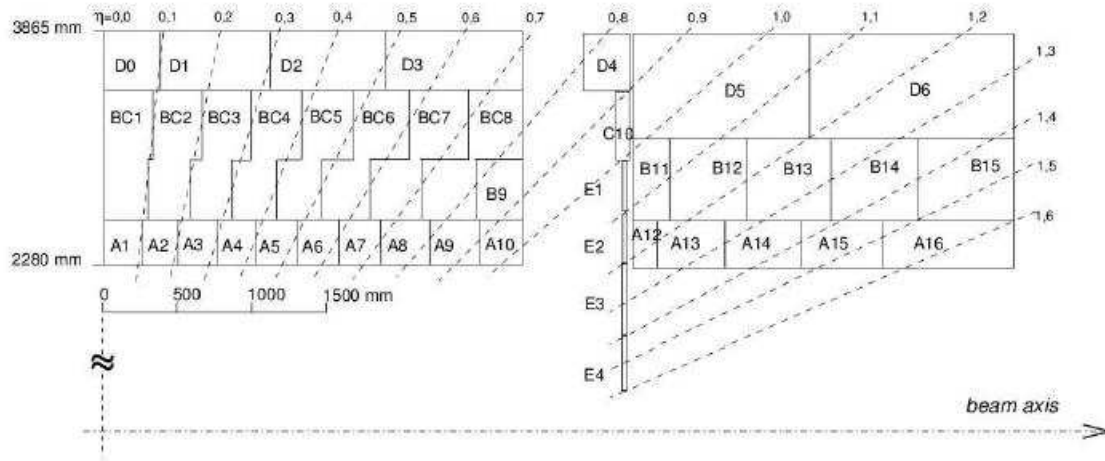 η=0,0 0,1 0,2 0,3 0,4 0,5 0,6 0,7 0,8 0,9 1,0 1,1 1,2
3865 mm
1,3
D0 D1 D2 D3 D4
D5 D6
BC1 BC2 BC3 BC4 BC5 BC6 BC7 BC8
1,4
C10
B11 B12 B13 B14 B15 1,5
B9 E1
1,6
A1 A2 A3 A4 A5 A6 A7 A8 A9 A10 E2 A12 A13 A14 A15 A16
2280 mm
0 500 1000 1500 mm
E3
≈
E4
beam axis